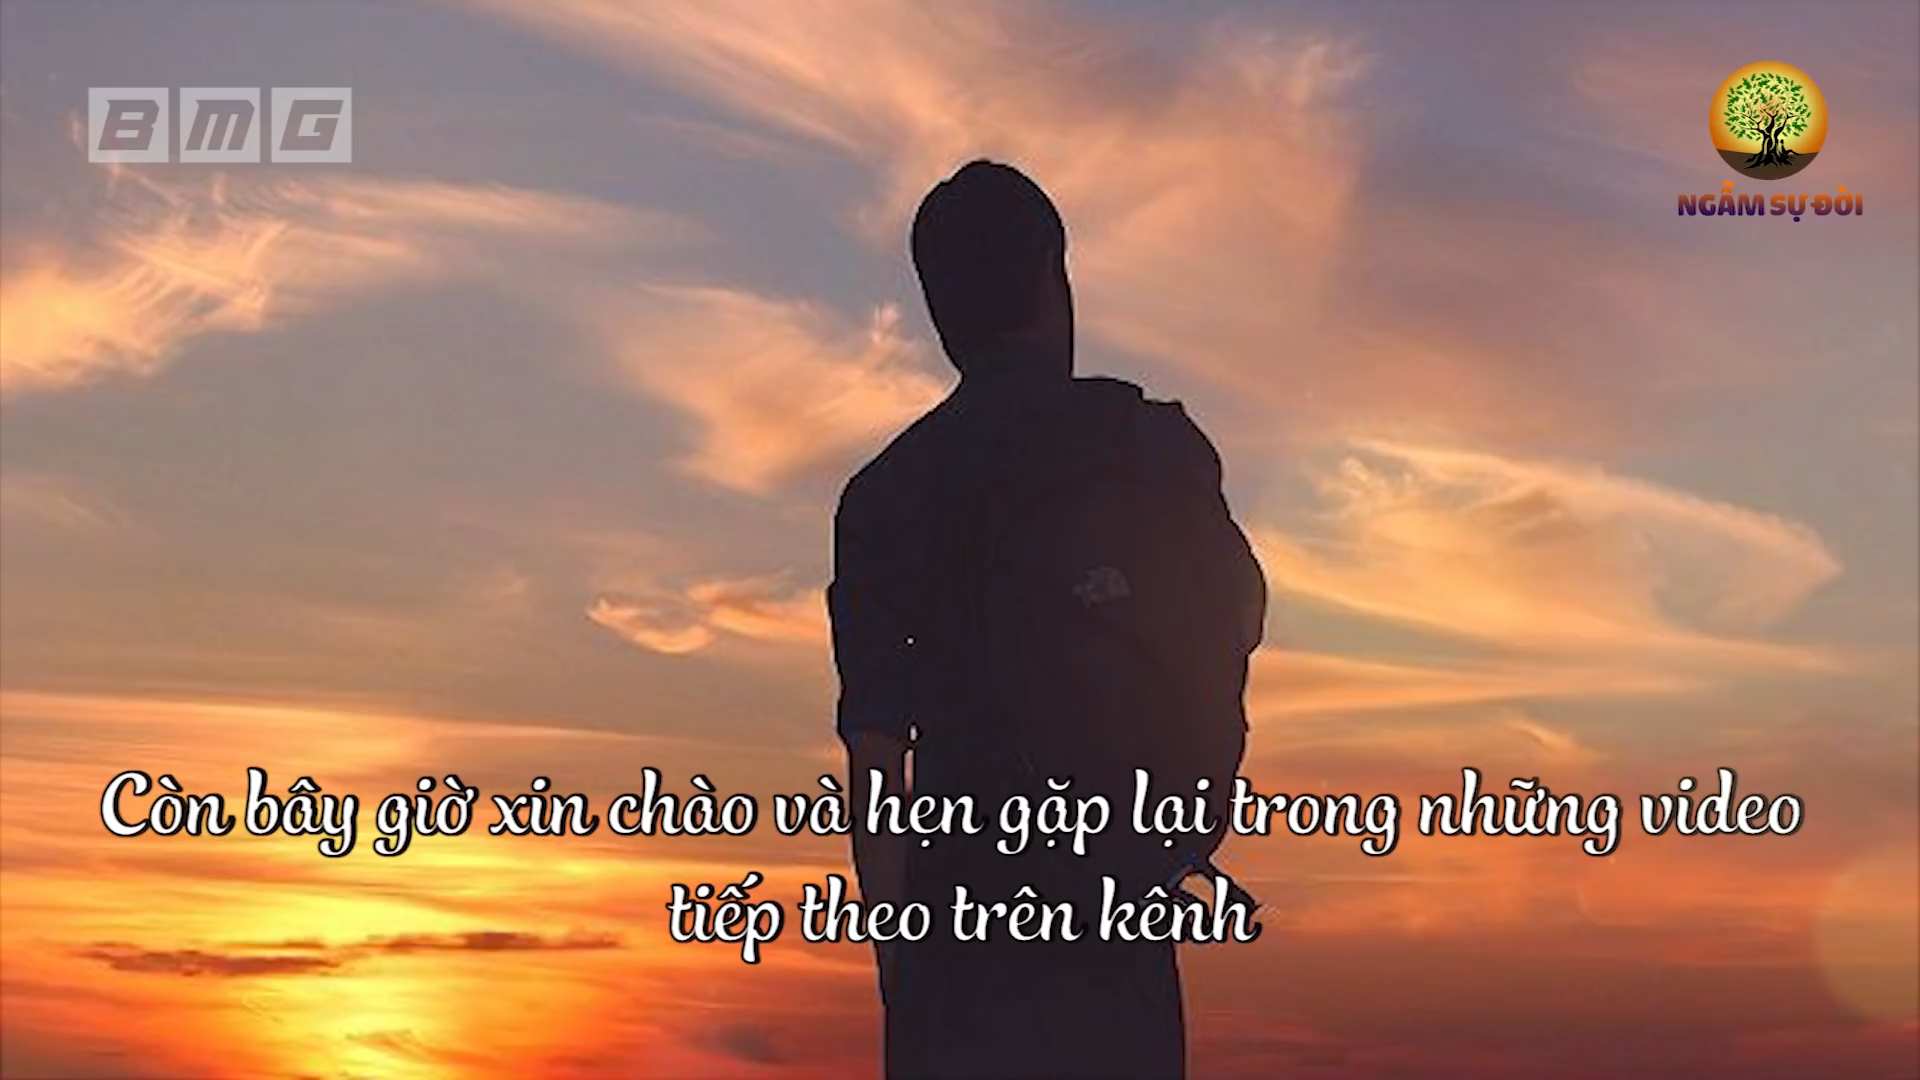 BMG
NGẪM SỰ ĐỜI
Còn bây giờ xin chào và hẹn gặp lại trong những video
tiếp theo trên kênh